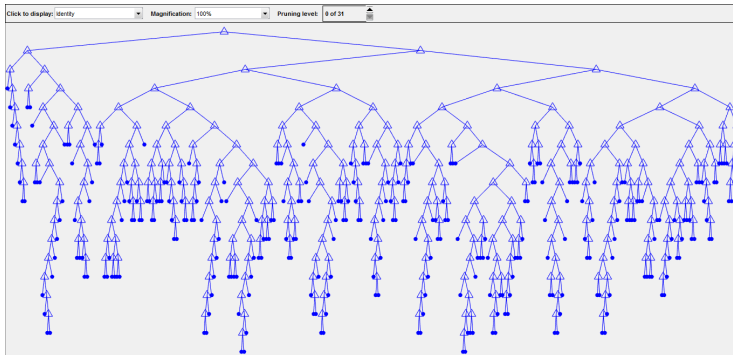 Click to display: Identity Magnification: 100% Pruning level: 0 of 31